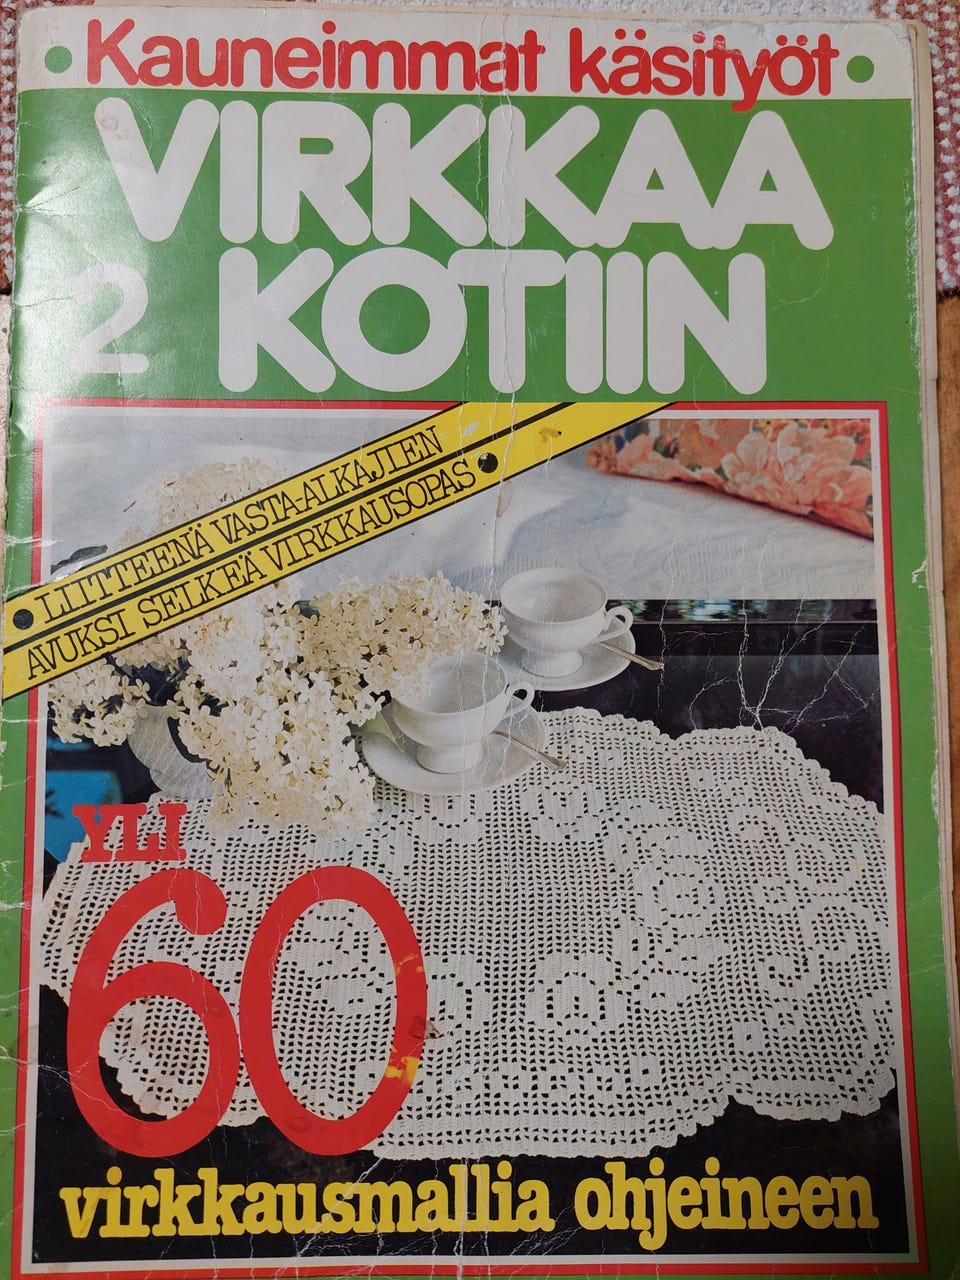 • Kauneimmat käsityöt •
VIRKKAA
2 KOTIIN
• LIITTEENÄ VASTA-ALKAJIEN
AVUKSI SELKEÄ VIRKKAUSOPAS •
YLI
60
virkkausmallia ohjeineen